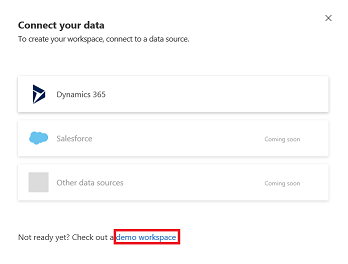 Connect your data
To create your workspace, connect to a data source.
Dynamics 365
Salesforce Coming soon
Other data sources Coming soon
Not ready yet? Check out a demo workspace